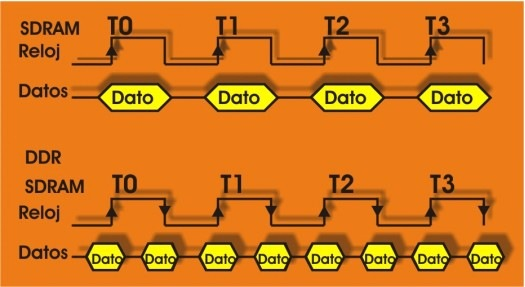 SDRAM T0 T1 T2 T3
Reloj
Datos Dato Dato Dato Dato
DDR
SDRAM T0 T1 T2 T3
Reloj
Datos Dato Dato Dato Dato Dato Dato Dato Dato